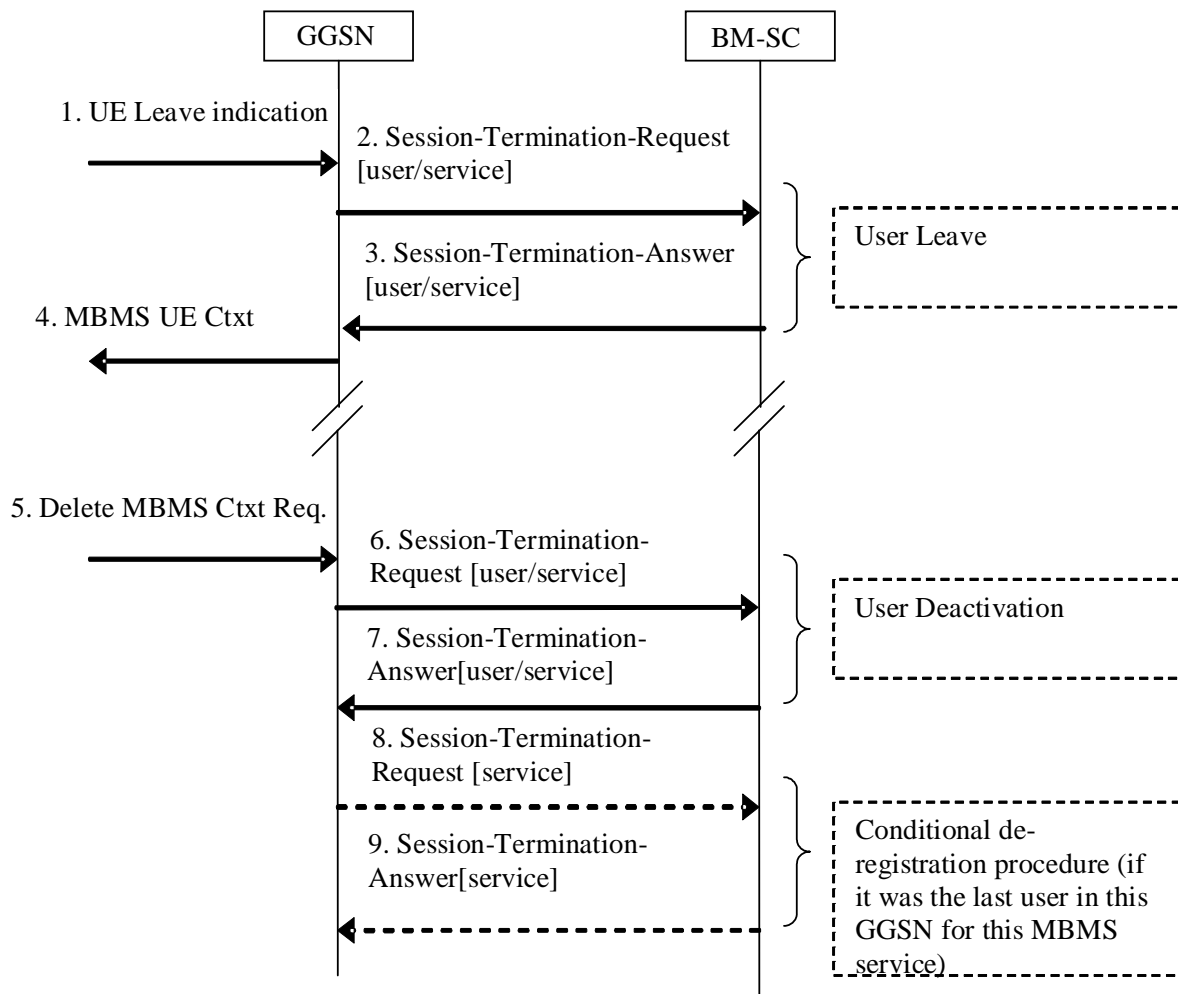 GGSN
BM-SC
1. UE Leave indication
2. Session-Termination-Request
[user/service]
3. Session-Termination-Answer
[user/service]
User Leave
4. MBMS UE Ctxt
5. Delete MBMS Ctxt Req.
6. Session-Termination-
Request [user/service]
7. Session-Termination-
Answer[user/service]
User Deactivation
8. Session-Termination-
Request [service]
9. Session-Termination-
Answer[service]
Conditional de-
registration procedure (if
it was the last user in this
GGSN for this MBMS
service)